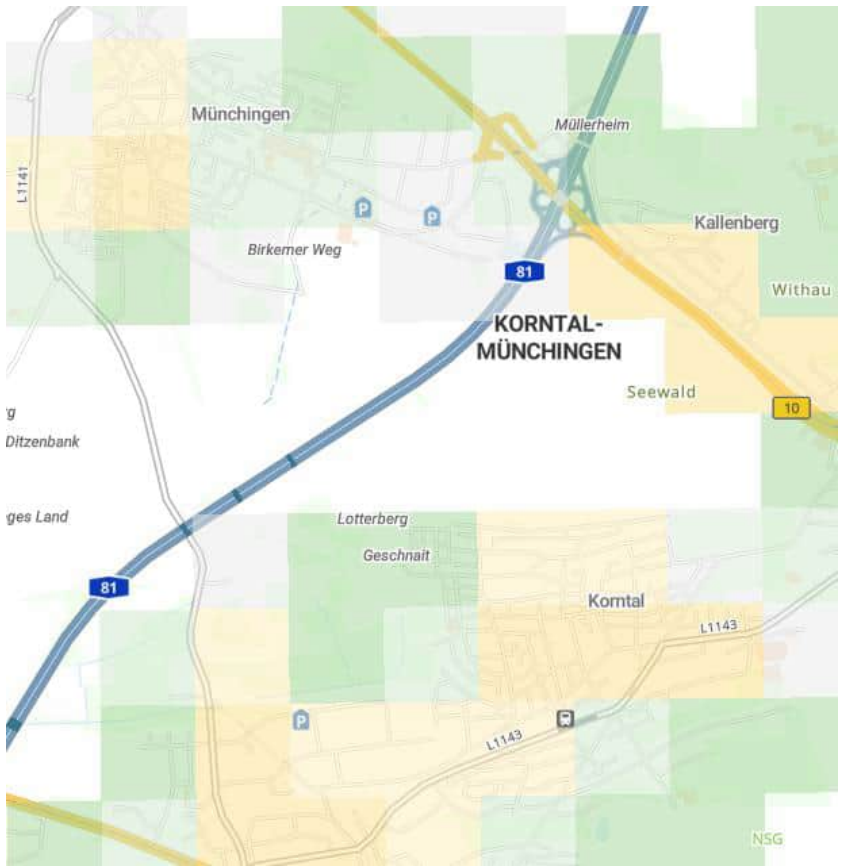 Münchingen
Müllerheim
L1141
P
P
Kallenberg
Birkemer Weg
81
Withau
KORNTAL-
MÜNCHINGEN
Seewald
10
Ditzenbank
Land
Lotterberg
Geschnait
81
Korntal
L1143
P
L1143
NSG